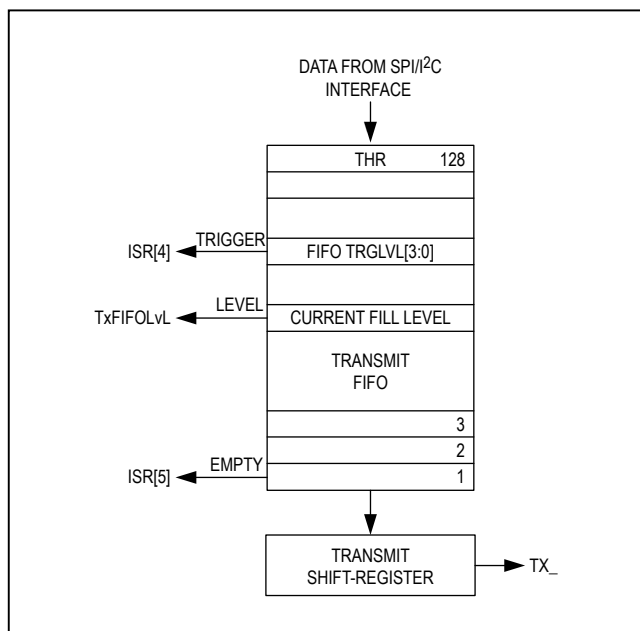 DATA FROM SPI/I²C
INTERFACE
THR 128
TRIGGER
ISR[4]
FIFO TRGLVL[3:0]
LEVEL
TxFIFOLvL
CURRENT FILL LEVEL
TRANSMIT
FIFO
3
2
EMPTY
ISR[5]
1
TRANSMIT
SHIFT-REGISTER
TX_